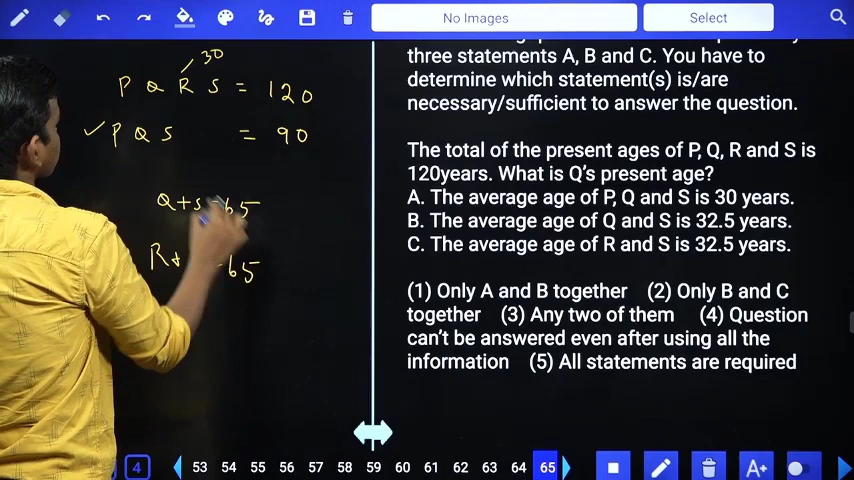 No Images
Select
30
P Q R S = 120
✓ P Q S = 90
Q+S = 65
R+ 65
three statements A, B and C. You have to
determine which statement(s) is/are
necessary/sufficient to answer the question.
The total of the present ages of P, Q, R and S is
120years. What is Q's present age?
A. The average age of P, Q and S is 30 years.
B. The average age of Q and S is 32.5 years.
C. The average age of R and S is 32.5 years.
(1) Only A and B together (2) Only B and C
together (3) Any two of them (4) Question
can't be answered even after using all the
information (5) All statements are required
4 53 54 55 56 57 58 59 60 61 62 63 64 65 A+